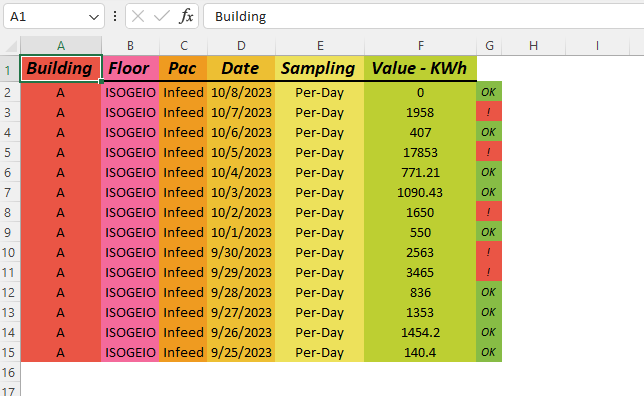 A1 fx Building
A B C D E F G H I
1 Building Floor Pac Date Sampling Value - KWh
2 A ISOGEIO Infeed 10/8/2023 Per-Day 0 OK
3 A ISOGEIO Infeed 10/7/2023 Per-Day 1958 !
4 A ISOGEIO Infeed 10/6/2023 Per-Day 407 OK
5 A ISOGEIO Infeed 10/5/2023 Per-Day 17853 !
6 A ISOGEIO Infeed 10/4/2023 Per-Day 771.21 OK
7 A ISOGEIO Infeed 10/3/2023 Per-Day 1090.43 OK
8 A ISOGEIO Infeed 10/2/2023 Per-Day 1650 !
9 A ISOGEIO Infeed 10/1/2023 Per-Day 550 OK
10 A ISOGEIO Infeed 9/30/2023 Per-Day 2563 !
11 A ISOGEIO Infeed 9/29/2023 Per-Day 3465 !
12 A ISOGEIO Infeed 9/28/2023 Per-Day 836 OK
13 A ISOGEIO Infeed 9/27/2023 Per-Day 1353 OK
14 A ISOGEIO Infeed 9/26/2023 Per-Day 1454.2 OK
15 A ISOGEIO Infeed 9/25/2023 Per-Day 140.4 OK
16
17